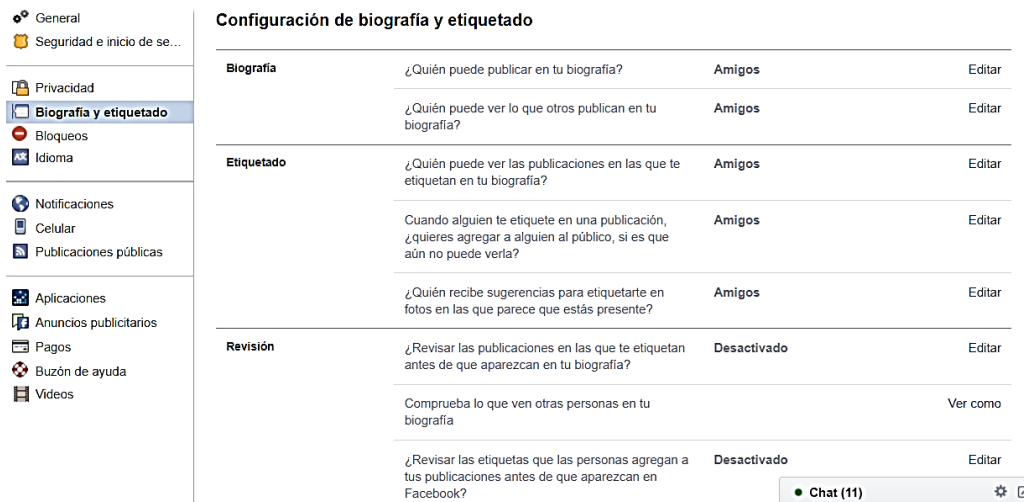 General
Seguridad e inicio de se...
Privacidad
Biografía y etiquetado
Bloqueos
Idioma
Notificaciones
Celular
Publicaciones públicas
Aplicaciones
Anuncios publicitarios
Pagos
Buzón de ayuda
Videos
Configuración de biografía y etiquetado
Biografía ¿Quién puede publicar en tu biografía? Amigos Editar
¿Quién puede ver lo que otros publican en tu Amigos Editar
biografía?
Etiquetado ¿Quién puede ver las publicaciones en las que te Amigos Editar
etiquetan en tu biografía?
Cuando alguien te etiquete en una publicación, Amigos Editar
¿quieres agregar a alguien al público, si es que
aún no puede verla?
¿Quién recibe sugerencias para etiquetarte en Amigos Editar
fotos en las que parece que estás presente?
Revisión ¿Revisar las publicaciones en las que te etiquetan Desactivado Editar
antes de que aparezcan en tu biografía?
Comprueba lo que ven otras personas en tu Ver como
biografía
¿Revisar las etiquetas que las personas agregan a Desactivado Editar
tus publicaciones antes de que aparezcan en
Facebook?
Chat (11)